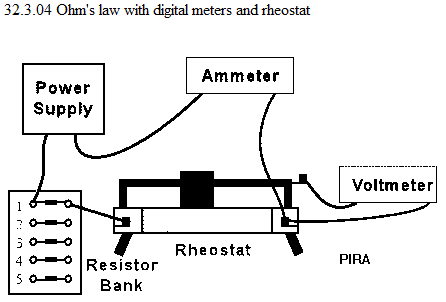 32.3.04 Ohm's law with digital meters and rheostat
Power
Supply
Ammeter
Voltmeter
1
2
3
4
5
Resistor
Bank
Rheostat
PIRA